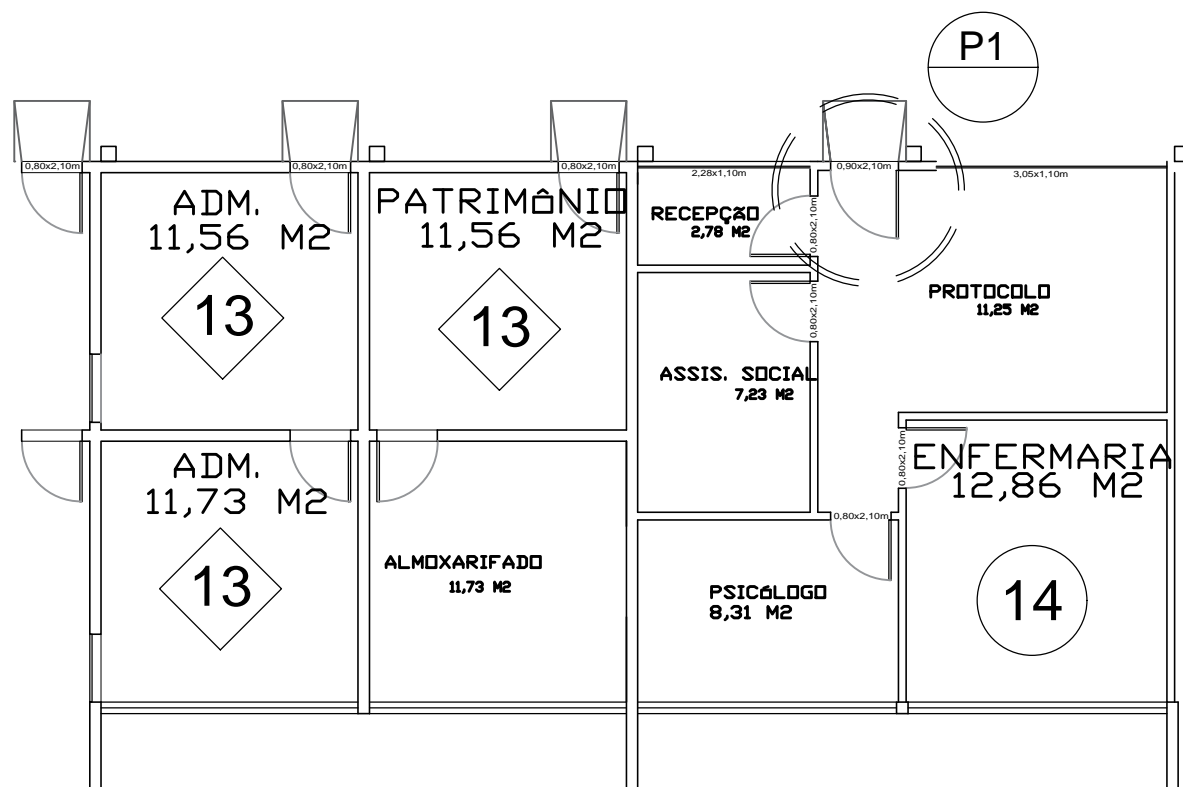 P1
0,80x2,10m
0,80x2,10m
0,80x2,10m
0,90x2,10m
2,28x1,10m
3,05x1,10m
ADM.
11,56 M2
13
PATRIMÔNIO
11,56 M2
13
RECEPÇÃO
2,78 M2
0,80x2,10m
0,80x2,10m
PROTOCOLO
11,25 M2
ASSIS. SOCIAL
7,23 M2
ADM.
11,73 M2
13
ALMOXARIFADO
11,73 M2
0,80x2,10m
0,80x2,10m
ENFERMARIA
12,86 M2
14
PSICÓLOGO
8,31 M2